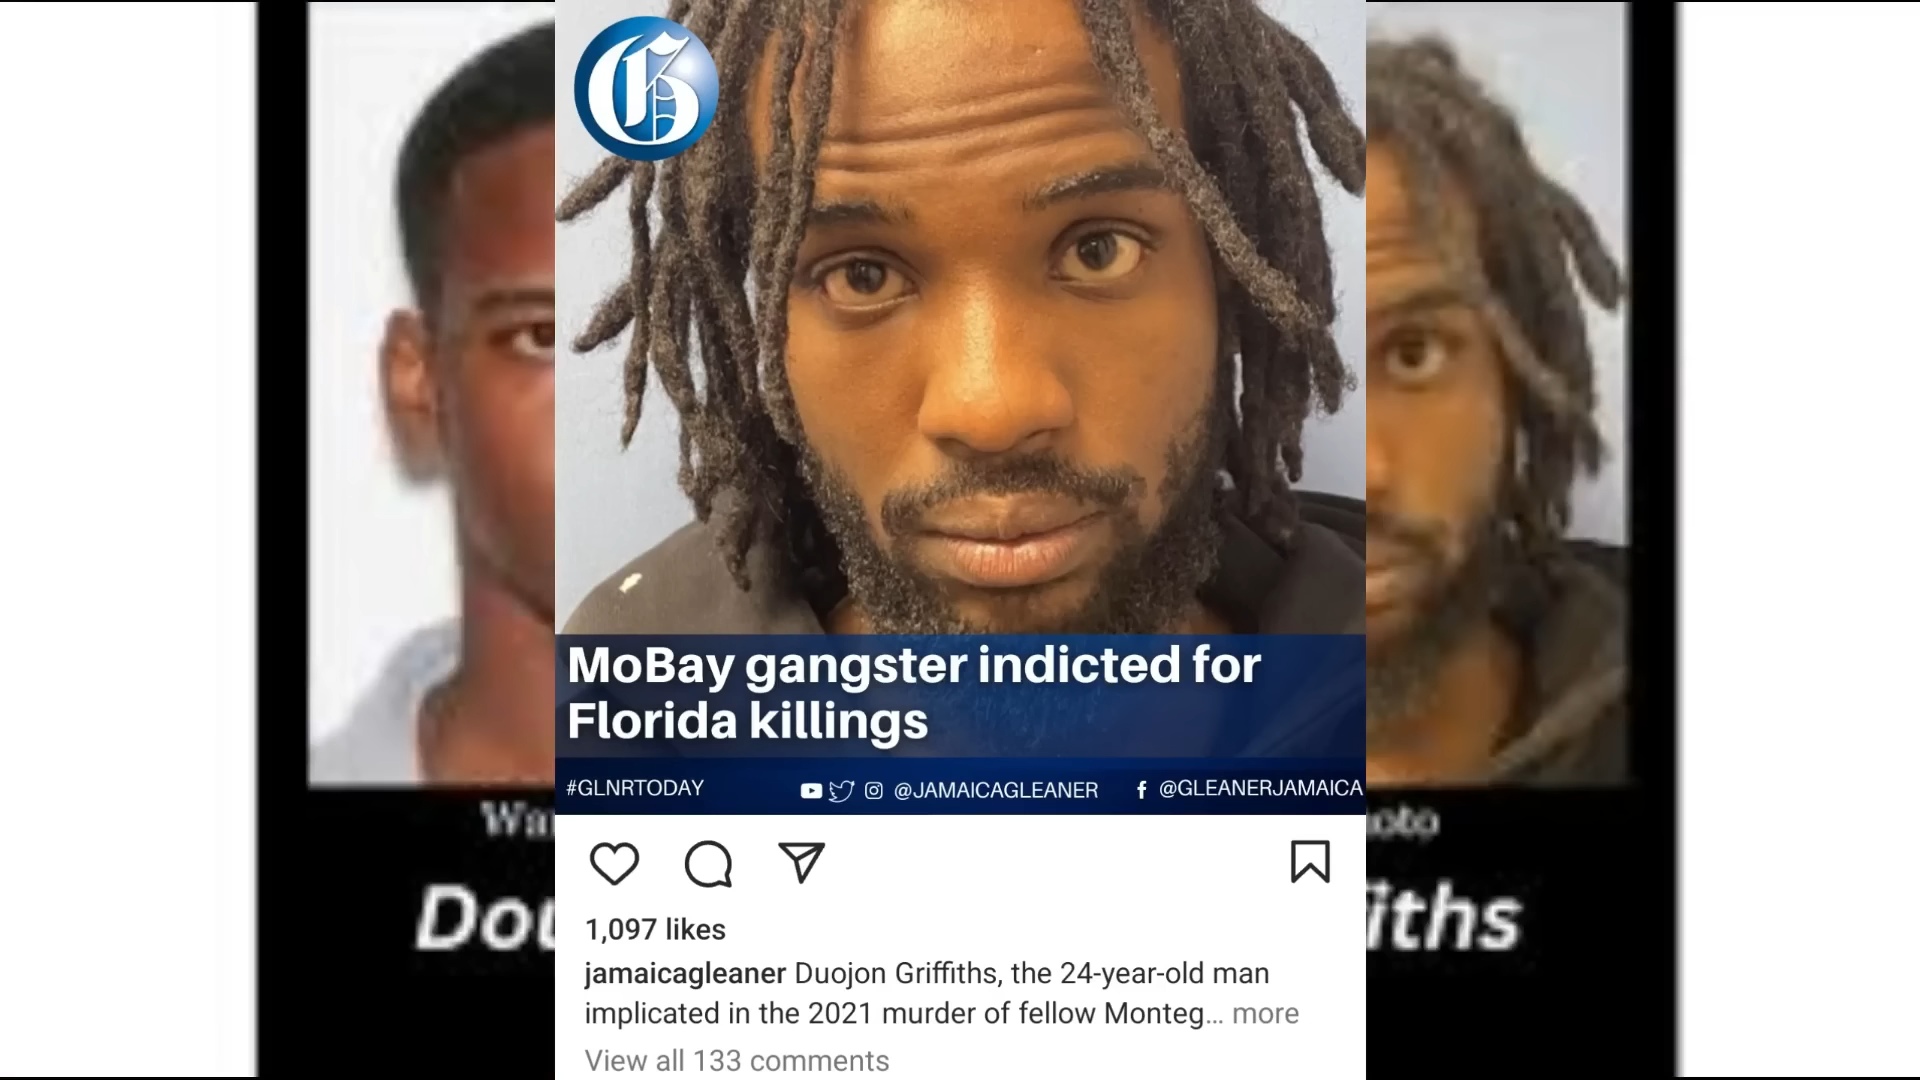 G
MoBay gangster indicted for
Florida killings
#GLNRTODAY @JAMAICAGLEANER f @GLEANERJAMAICA
1,097 likes
jamaicagleaner Duojon Griffiths, the 24-year-old man
implicated in the 2021 murder of fellow Monteg... more
View all 133 comments